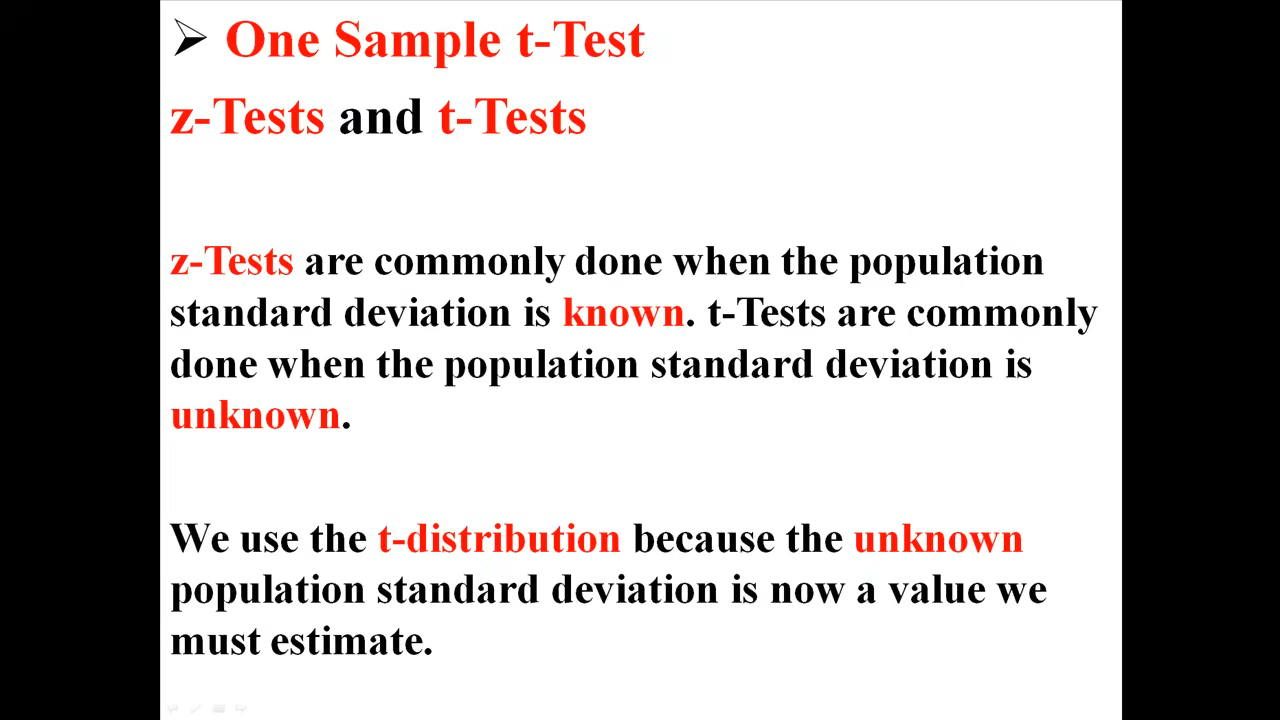 One Sample t-Test
z-Tests and t-Tests
z-Tests are commonly done when the population
standard deviation is known. t-Tests are commonly
done when the population standard deviation is
unknown.
We use the t-distribution because the unknown
population standard deviation is now a value we
must estimate.